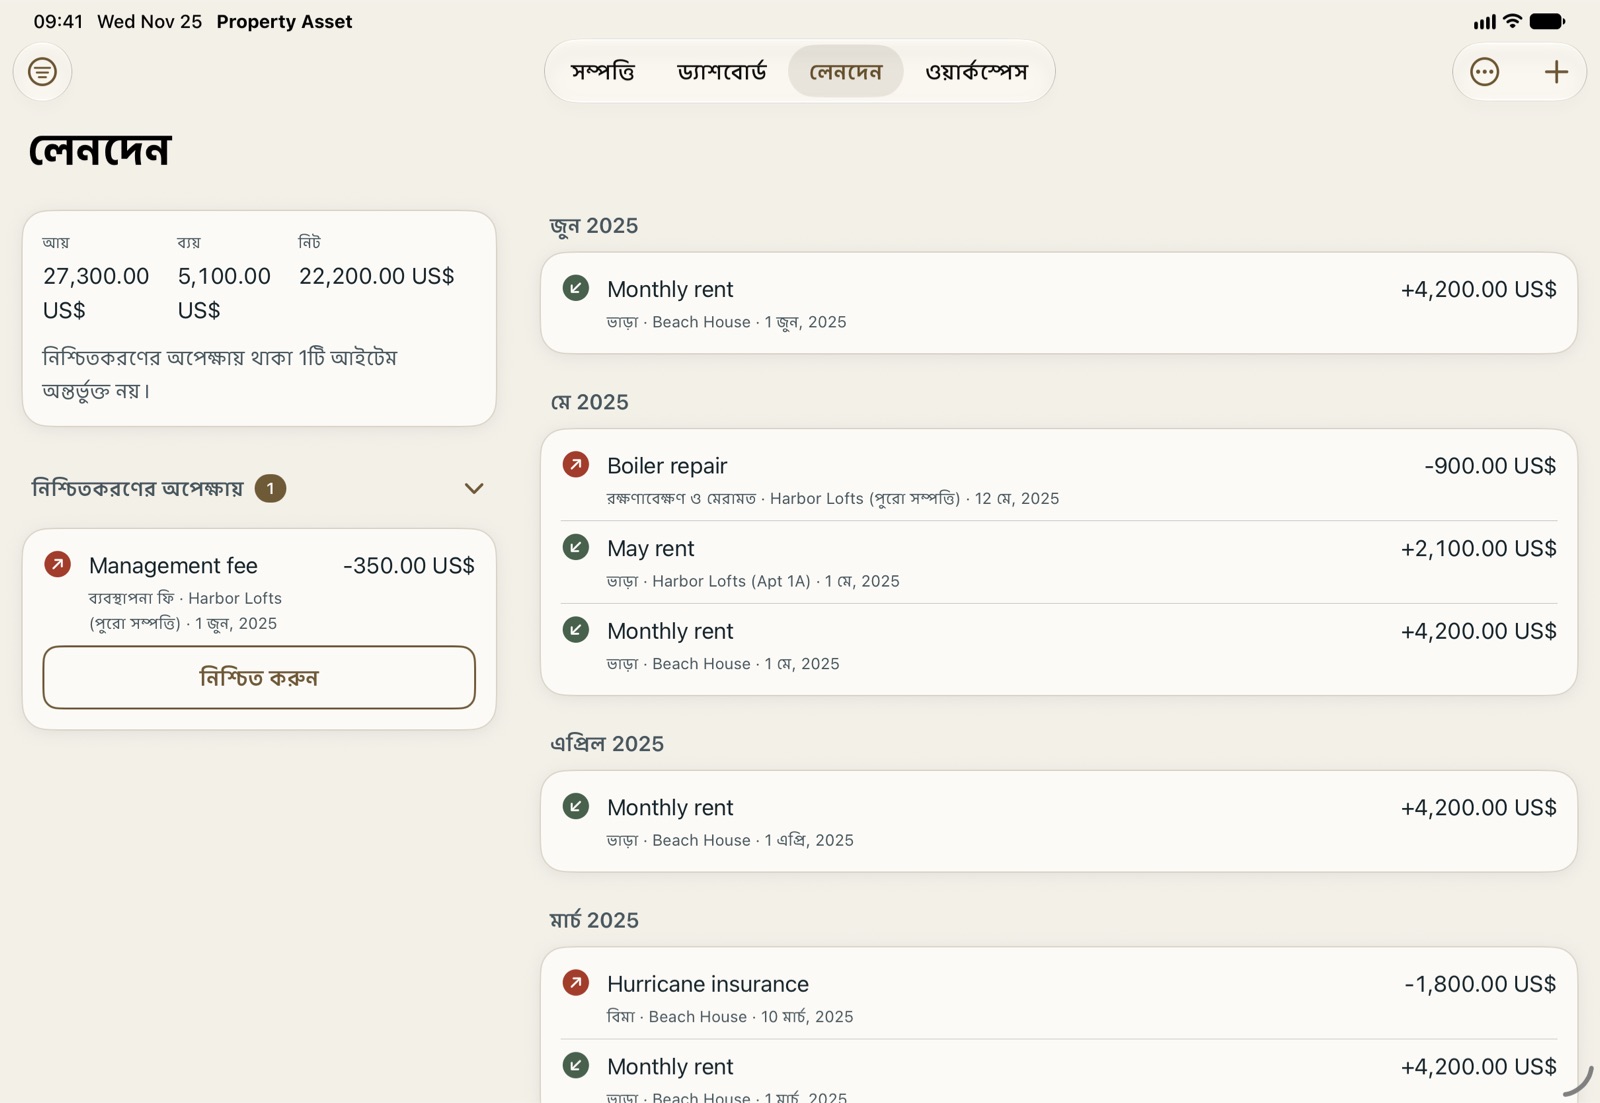 09:41 Wed Nov 25 Property Asset
সম্পত্তি ড্যাশবোর্ড লেনদেন ওয়ার্কস্পেস
লেনদেন
আয় ব্যয় নিট
27,300.00 5,100.00 22,200.00 US$
US$ US$
নিশ্চিতকরণের অপেক্ষায় থাকা 1টি আইটেম
অন্তর্ভুক্ত নয়।
নিশ্চিতকরণের অপেক্ষায় 1
Management fee -350.00 US$
ব্যবস্থাপনা ফি · Harbor Lofts
(পুরো সম্পত্তি) · 1 জুন, 2025
নিশ্চিত করুন
জুন 2025
Monthly rent +4,200.00 US$
ভাড়া · Beach House · 1 জুন, 2025
মে 2025
Boiler repair -900.00 US$
রক্ষণাবেক্ষণ ও মেরামত · Harbor Lofts (পুরো সম্পত্তি) · 12 মে, 2025
May rent +2,100.00 US$
ভাড়া · Harbor Lofts (Apt 1A) · 1 মে, 2025
Monthly rent +4,200.00 US$
ভাড়া · Beach House · 1 মে, 2025
এপ্রিল 2025
Monthly rent +4,200.00 US$
ভাড়া · Beach House · 1 এপ্রি, 2025
মার্চ 2025
Hurricane insurance -1,800.00 US$
বিমা · Beach House · 10 মার্চ, 2025
Monthly rent +4,200.00 US$
ভাড়া · Beach House · 1 মার্চ, 2025